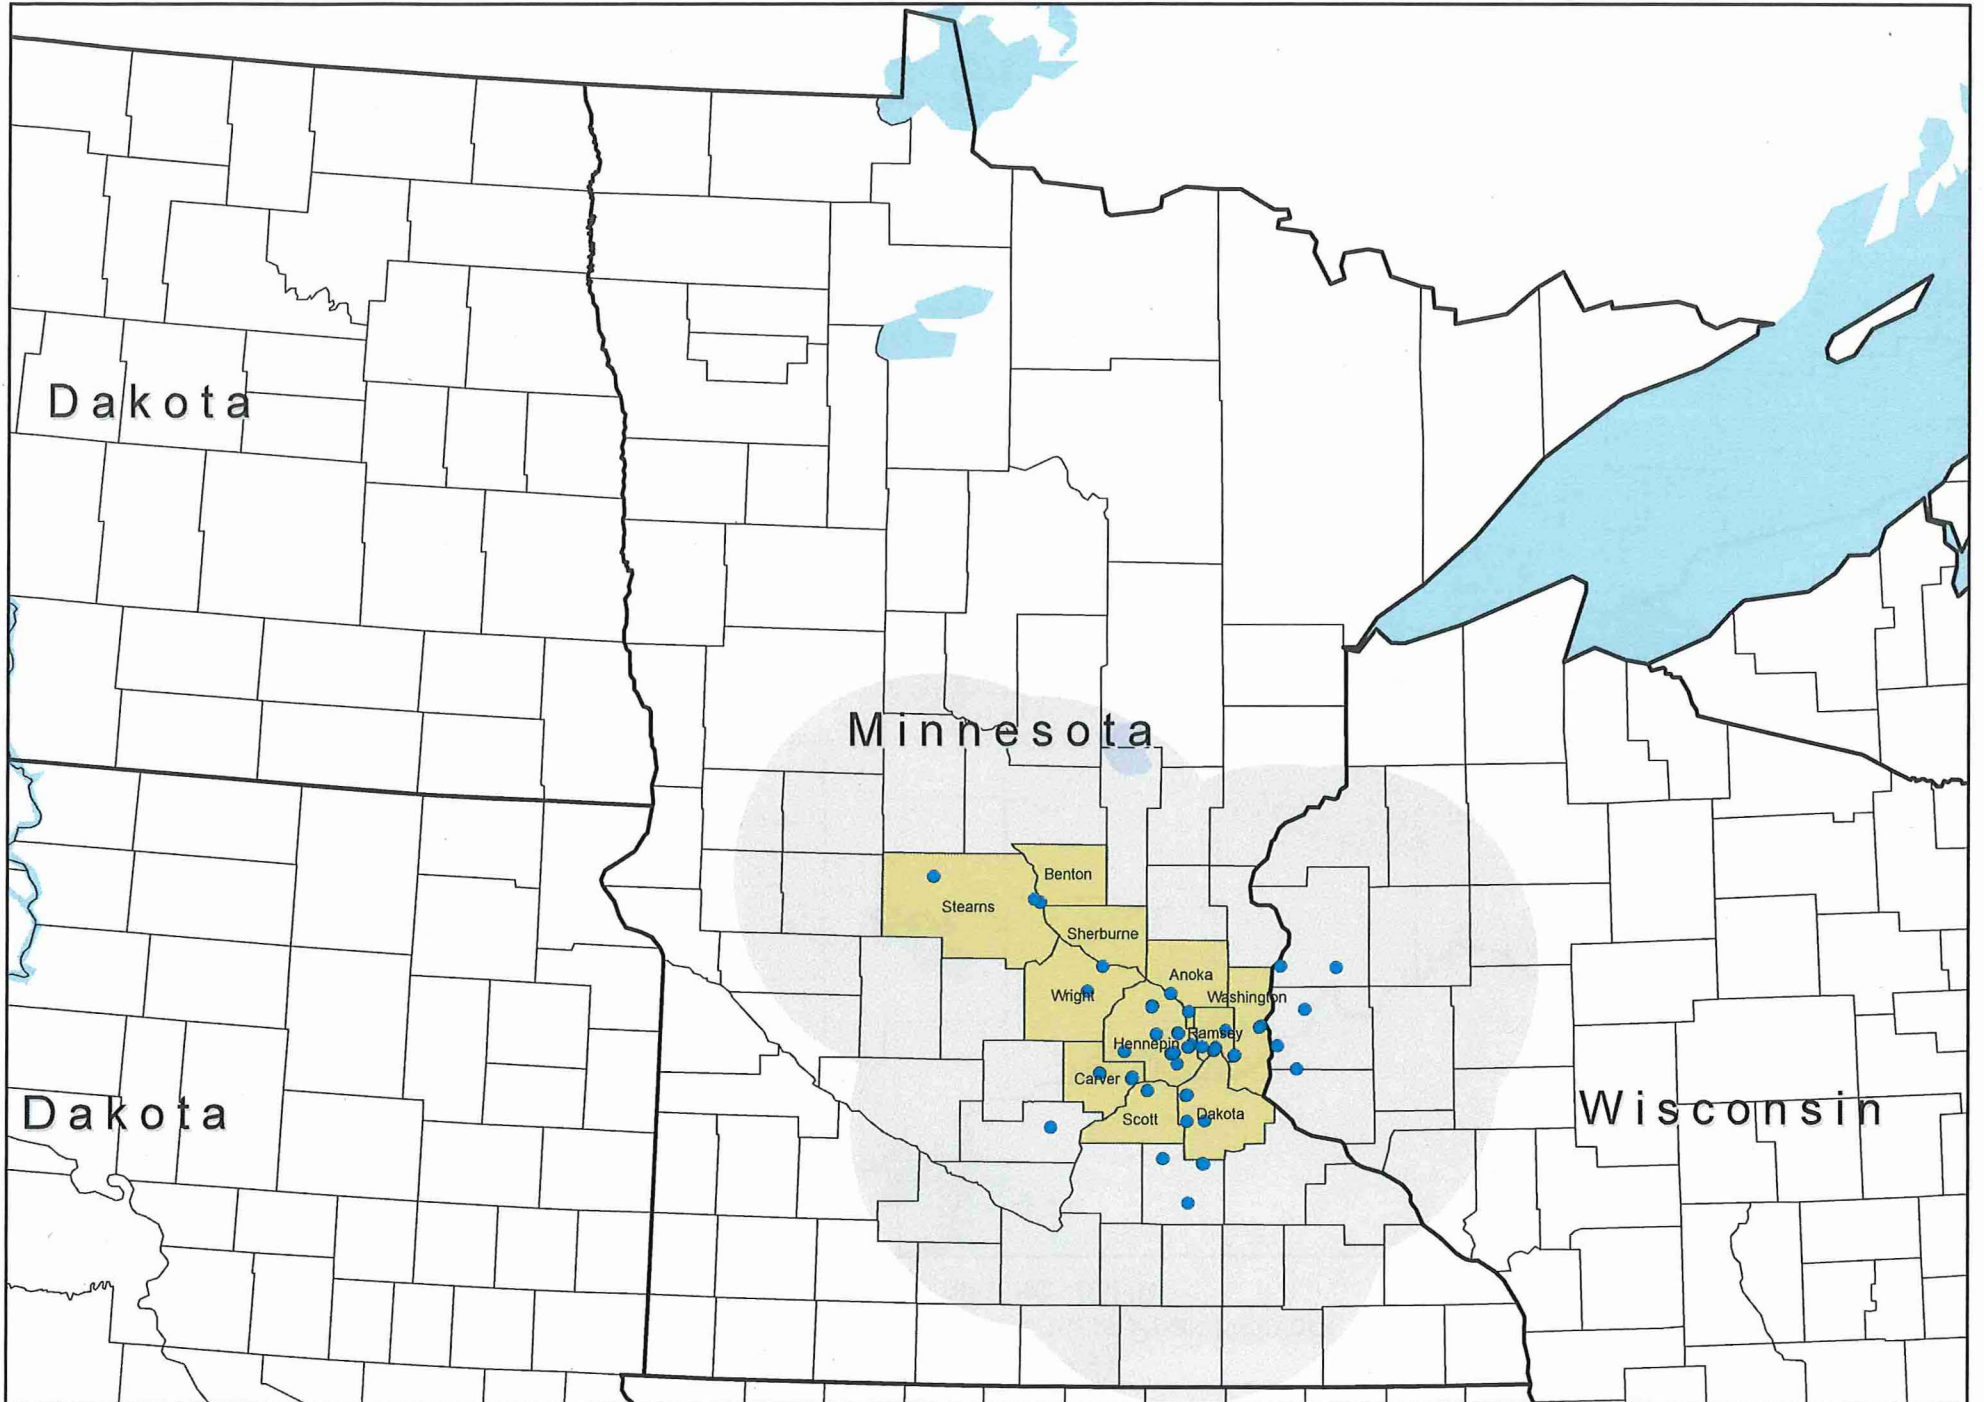 Dakota
Minnesota
Benton
Stearns
Sherburne
Anoka
Wright
Washington
Ramsey
Hennepin
Carver
Scott
Dakota
Dakota
Wisconsin